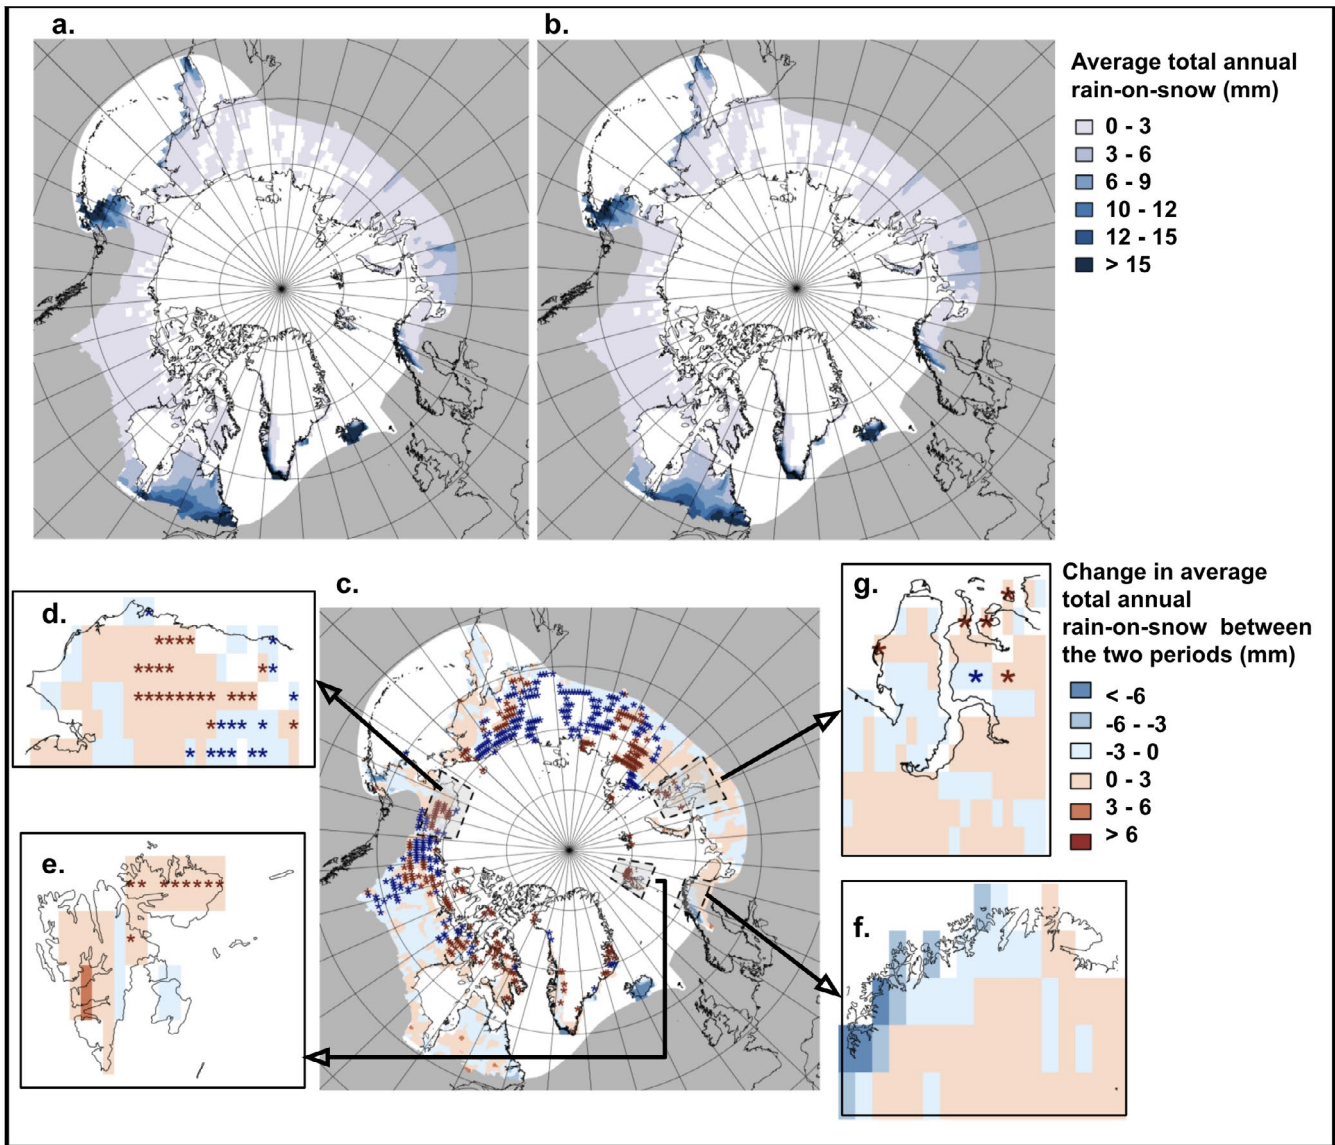 a.
b.
Average total annual
rain-on-snow (mm)
0 - 3
3 - 6
6 - 9
10 - 12
12 - 15
> 15
c.
d.
e.
f.
g.
Change in average
total annual
rain-on-snow between
the two periods (mm)
< -6
-6 - -3
-3 - 0
0 - 3
3 - 6
> 6